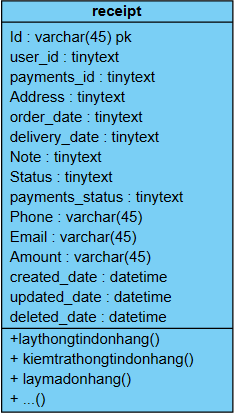 receipt
Id : varchar(45) pk
user_id : tinytext
payments_id : tinytext
Address : tinytext
order_date : tinytext
delivery_date : tinytext
Note : tinytext
Status : tinytext
payments_status : tinytext
Phone : varchar(45)
Email : varchar(45)
Amount : varchar(45)
created_date : datetime
updated_date : datetime
deleted_date : datetime
+laythongtindonhang()
+ kiemtrathongtindonhang()
+ laymadonhang()
+ ...()